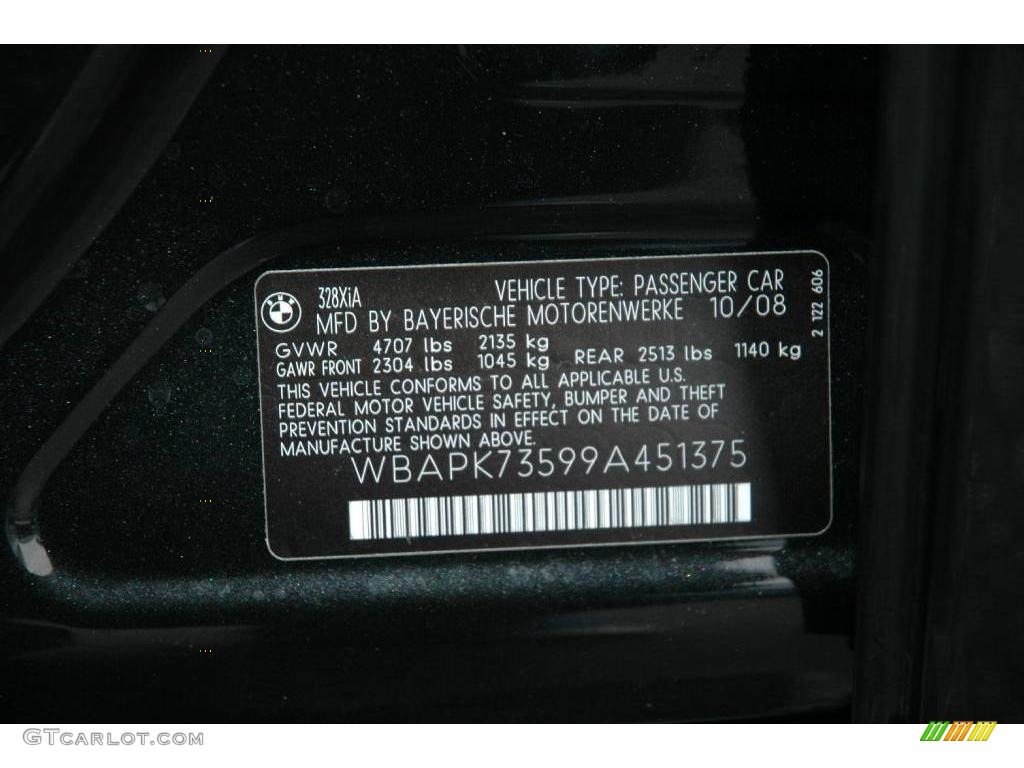 328XiA VEHICLE TYPE: PASSENGER CAR
MFD BY BAYERISCHE MOTORENWERKE 10/08
GVWR 4707 lbs 2135 kg
GAWR FRONT 2304 lbs 1045 kg REAR 2513 lbs 1140 kg
THIS VEHICLE CONFORMS TO ALL APPLICABLE U.S.
FEDERAL MOTOR VEHICLE SAFETY, BUMPER AND THEFT
PREVENTION STANDARDS IN EFFECT ON THE DATE OF
MANUFACTURE SHOWN ABOVE.
WBAPK73599A451375
2 122 606
GTCARLOT.COM